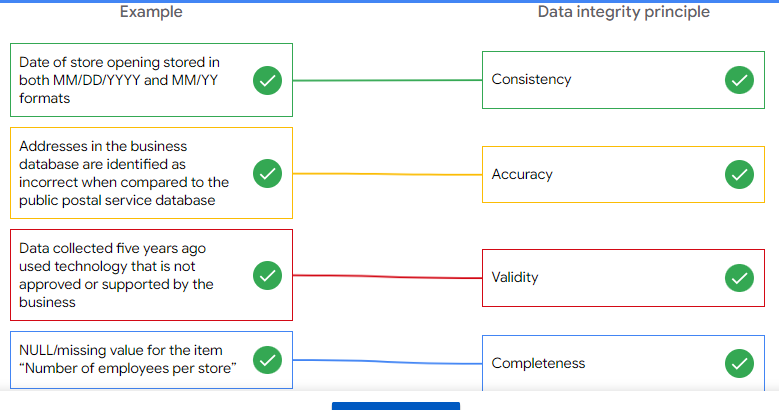 Example
Data integrity principle
Date of store opening stored in
both MM/DD/YYYY and MM/YY
formats
Consistency
Addresses in the business
database are identified as
incorrect when compared to the
public postal service database
Accuracy
Data collected five years ago
used technology that is not
approved or supported by the
business
Validity
NULL/missing value for the item
“Number of employees per store”
Completeness